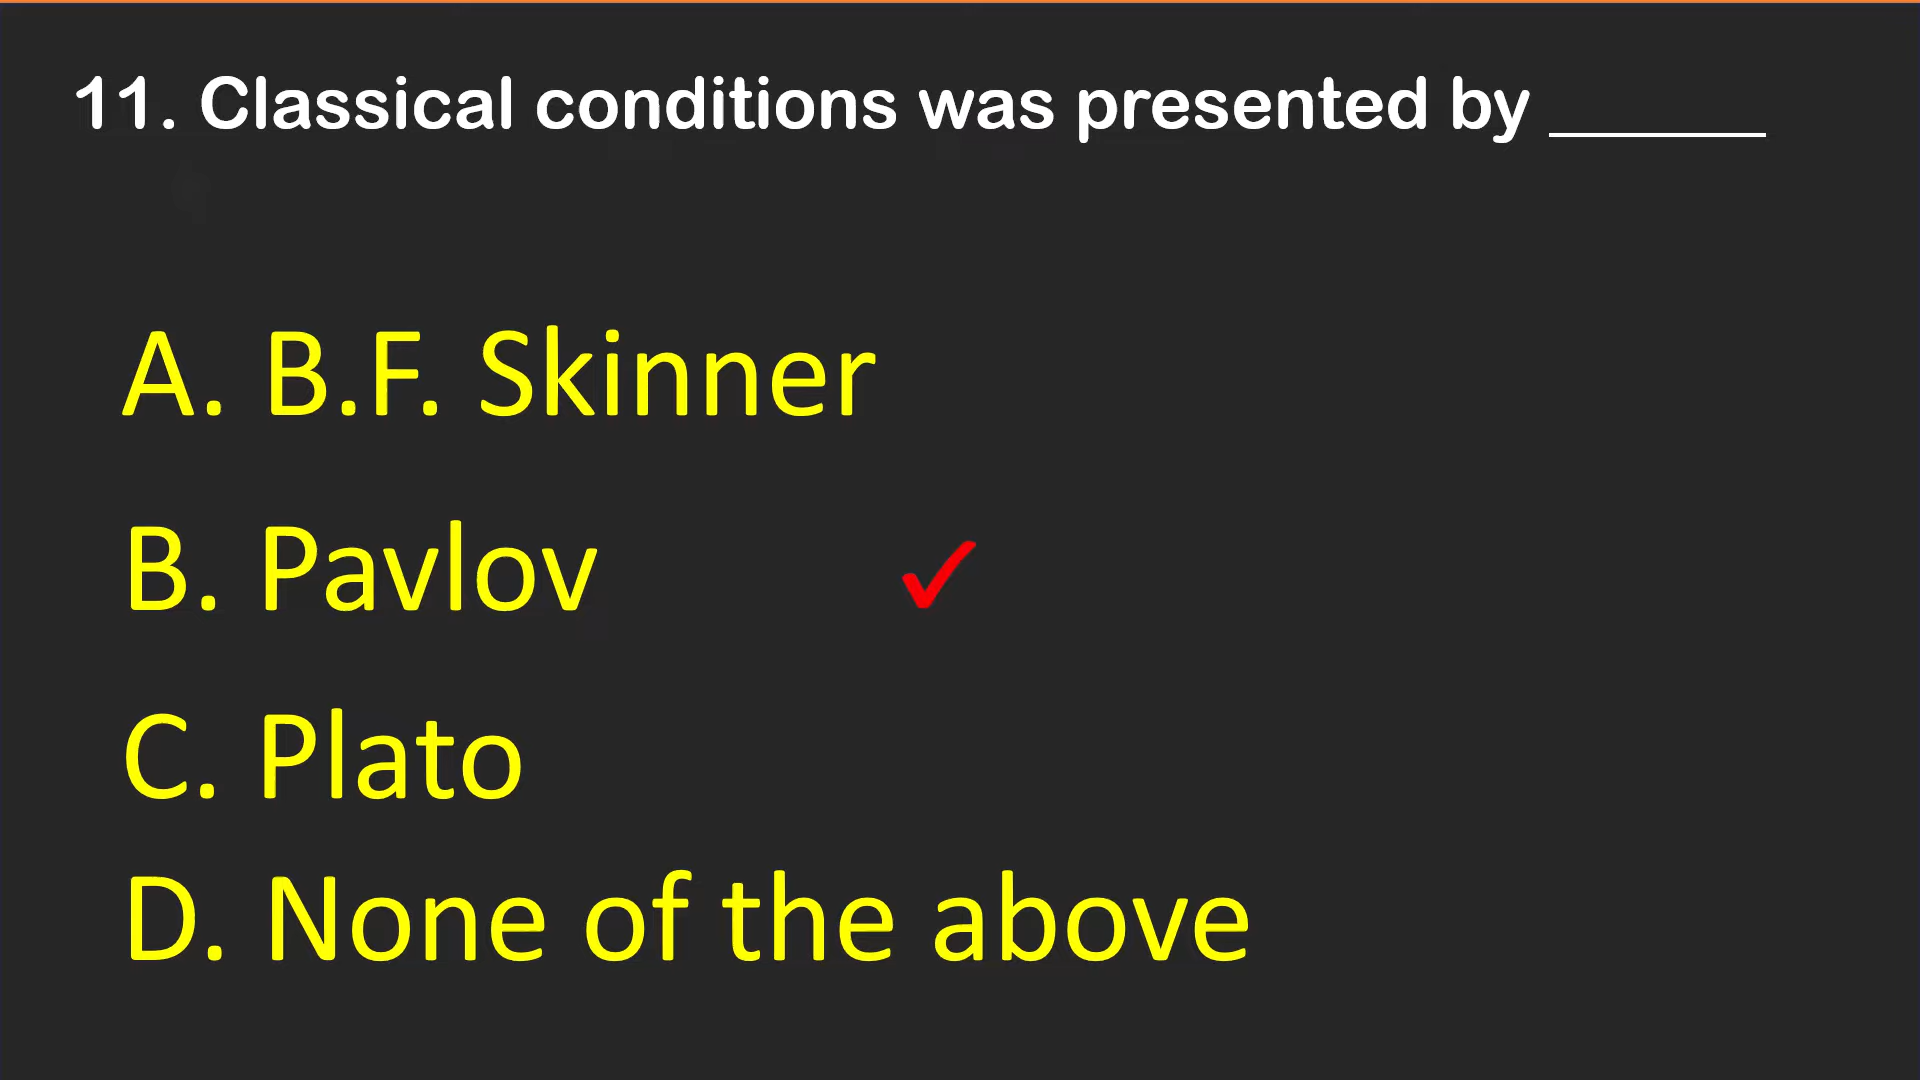 11. Classical conditions was presented by ______
A. B.F. Skinner
B. Pavlov ✓
C. Plato
D. None of the above